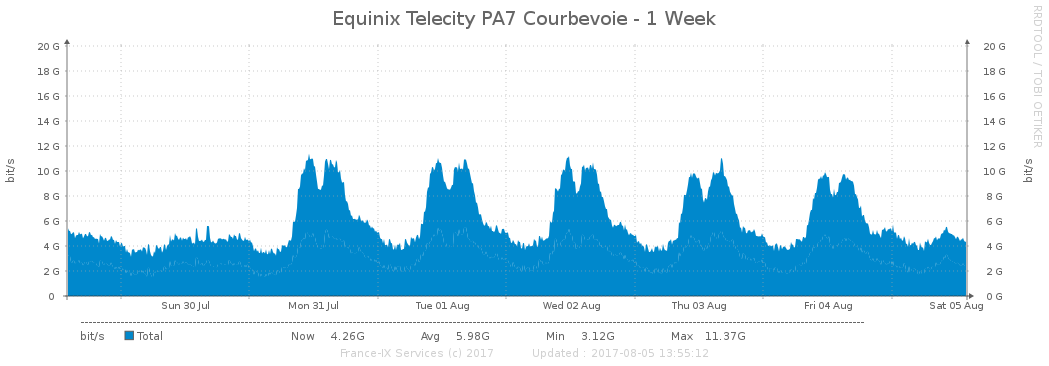 Equinix Telecity PA7 Courbevoie - 1 Week
RRDTOOL / TOBI OETIKER
bit/s
20 G 20 G
18 G 18 G
16 G 16 G
14 G 14 G
12 G 12 G
10 G 10 G
8 G 8 G
6 G 6 G
4 G 4 G
2 G 2 G
0 0 G
bit/s
Sun 30 Jul Mon 31 Jul Tue 01 Aug Wed 02 Aug Thu 03 Aug Fri 04 Aug Sat 05 Aug
bit/s Total Now 4.26G Avg 5.98G Min 3.12G Max 11.37G
France-IX Services (c) 2017 Updated : 2017-08-05 13:55:12